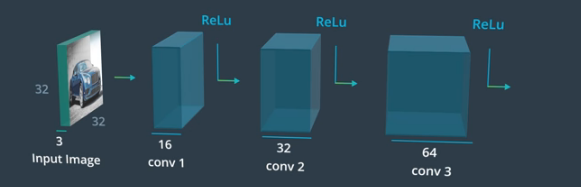 ReLu
ReLu
ReLu
32
32
3
Input Image
16
conv 1
32
conv 2
64
conv 3